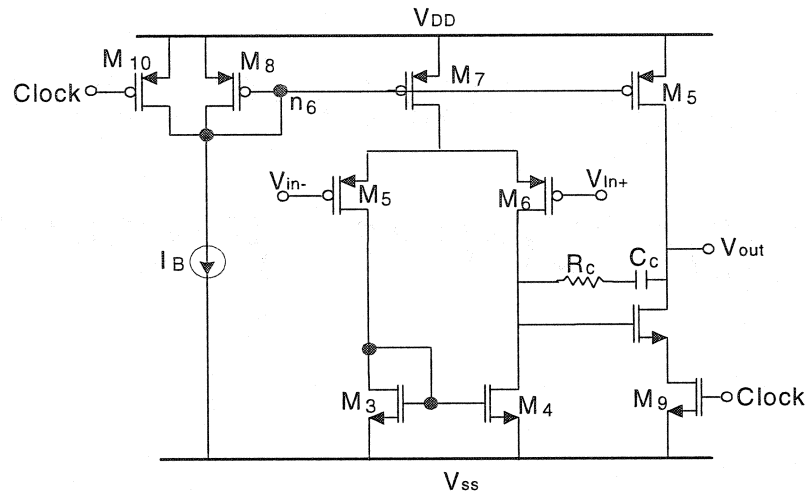 VDD
M10
M8
M7
M5
Clock
n6
Vin-
M5
M6
VIn+
IB
Rc
Cc
Vout
M3
M4
M9
Clock
Vss